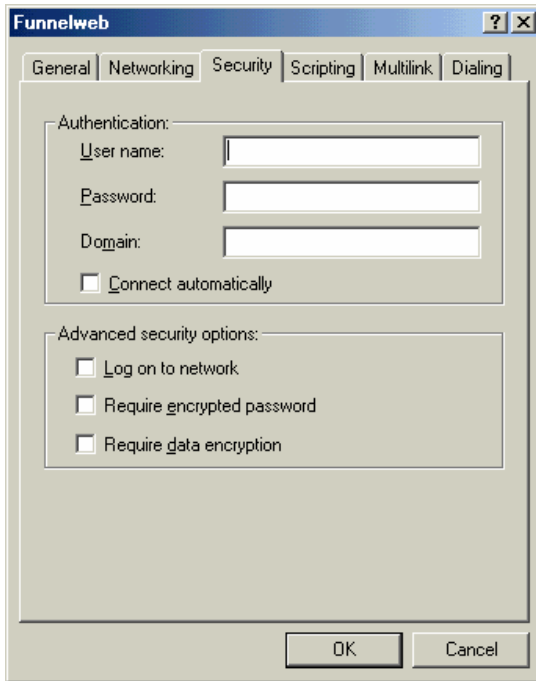 Funnelweb
General Networking Security Scripting Multilink Dialing
Authentication:
User name:
Password:
Domain:
Connect automatically
Advanced security options:
Log on to network
Require encrypted password
Require data encryption
OK Cancel